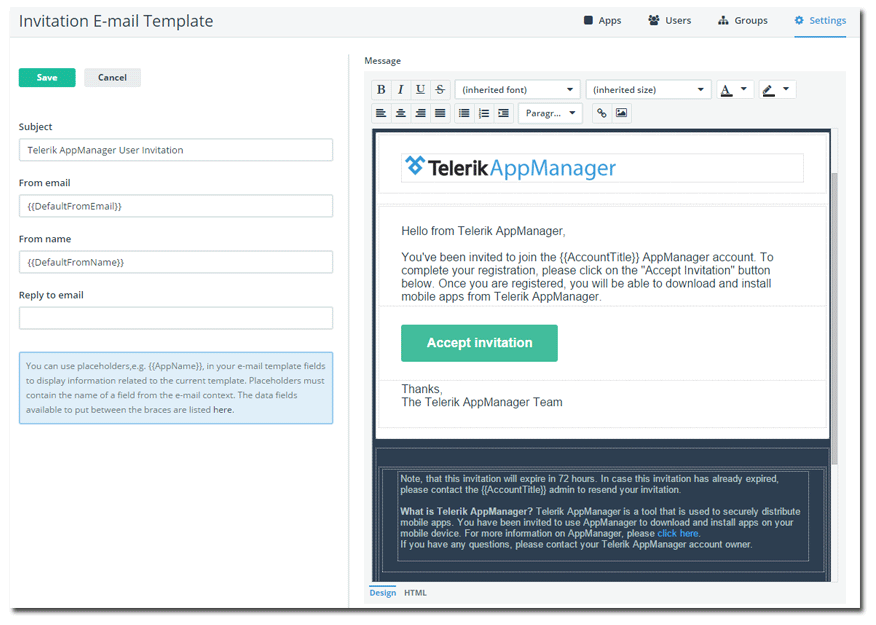 Invitation E-mail Template
Apps
Users
Groups
Settings
Save
Cancel
Subject
Telerik AppManager User Invitation
From email
{{DefaultFromEmail}}
From name
{{DefaultFromName}}
Reply to email
You can use placeholders,e.g. {{AppName}}, in your e-mail template fields
to display information related to the current template. Placeholders must
contain the name of a field from the e-mail context. The data fields
available to put between the braces are listed here.
Message
B I U S (inherited font) (inherited size) A
Paragr...
Telerik AppManager
Hello from Telerik AppManager,
You've been invited to join the {{AccountTitle}} AppManager account. To
complete your registration, please click on the "Accept Invitation" button
below. Once you are registered, you will be able to download and install
mobile apps from Telerik AppManager.
Accept invitation
Thanks,
The Telerik AppManager Team
Note, that this invitation will expire in 72 hours. In case this invitation has already expired,
please contact the {{AccountTitle}} admin to resend your invitation.
What is Telerik AppManager? Telerik AppManager is a tool that is used to securely distribute
mobile apps. You have been invited to use AppManager to download and install apps on your
mobile device. For more information on AppManager, please click here.
If you have any questions, please contact your Telerik AppManager account owner.
Design HTML